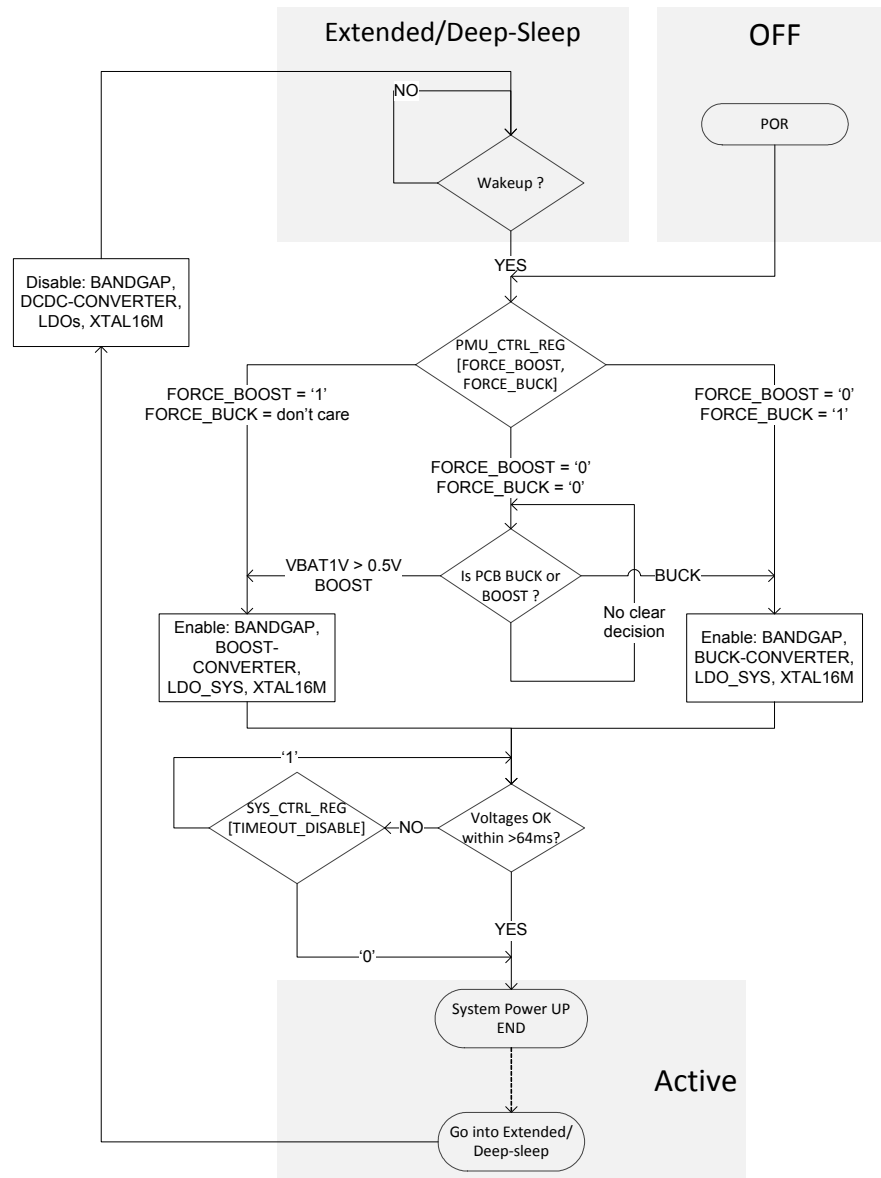 Extended/Deep-Sleep
OFF
NO
POR
Wakeup ?
YES
Disable: BANDGAP,
DCDC-CONVERTER,
LDOs, XTAL16M
PMU_CTRL_REG
[FORCE_BOOST,
FORCE_BUCK]
FORCE_BOOST = ‘1’
FORCE_BUCK = don’t care
FORCE_BOOST = ‘0’
FORCE_BUCK = ‘1’
FORCE_BOOST = ‘0’
FORCE_BUCK = ‘0’
VBAT1V > 0.5V
BOOST
Is PCB BUCK or
BOOST ?
BUCK
No clear
decision
Enable: BANDGAP,
BOOST-
CONVERTER,
LDO_SYS, XTAL16M
Enable: BANDGAP,
BUCK-CONVERTER,
LDO_SYS, XTAL16M
‘1’
SYS_CTRL_REG
[TIMEOUT_DISABLE]
NO
Voltages OK
within >64ms?
YES
‘0’
System Power UP
END
Active
Go into Extended/
Deep-sleep